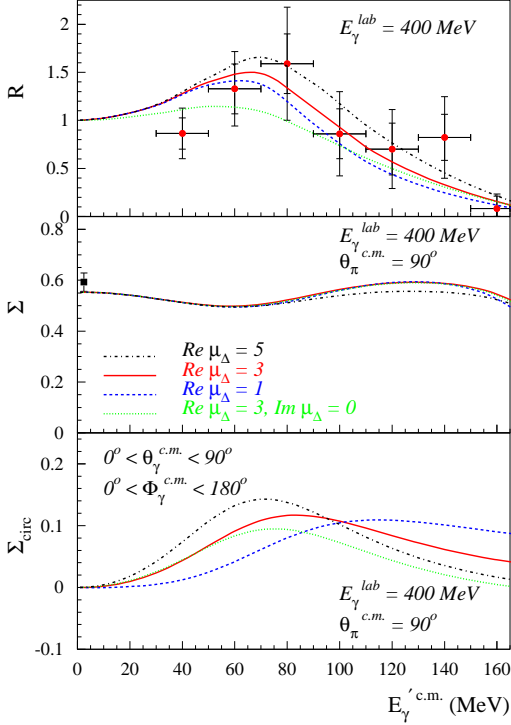 E_γ^lab = 400 MeV
R
2
1.5
1
0.5
0
E_γ^lab = 400 MeV
θ_π^c.m. = 90°
Σ
0.8
0.6
0.4
0.2
0
Re μ_Δ = 5
Re μ_Δ = 3
Re μ_Δ = 1
Re μ_Δ = 3, Im μ_Δ = 0
0° < θ_γ^c.m. < 90°
0° < Φ_γ^c.m. < 180°
Σ_circ
0.2
0.1
0
-0.1
E_γ^lab = 400 MeV
θ_π^c.m. = 90°
0 20 40 60 80 100 120 140 160
E_γ^′ c.m. (MeV)